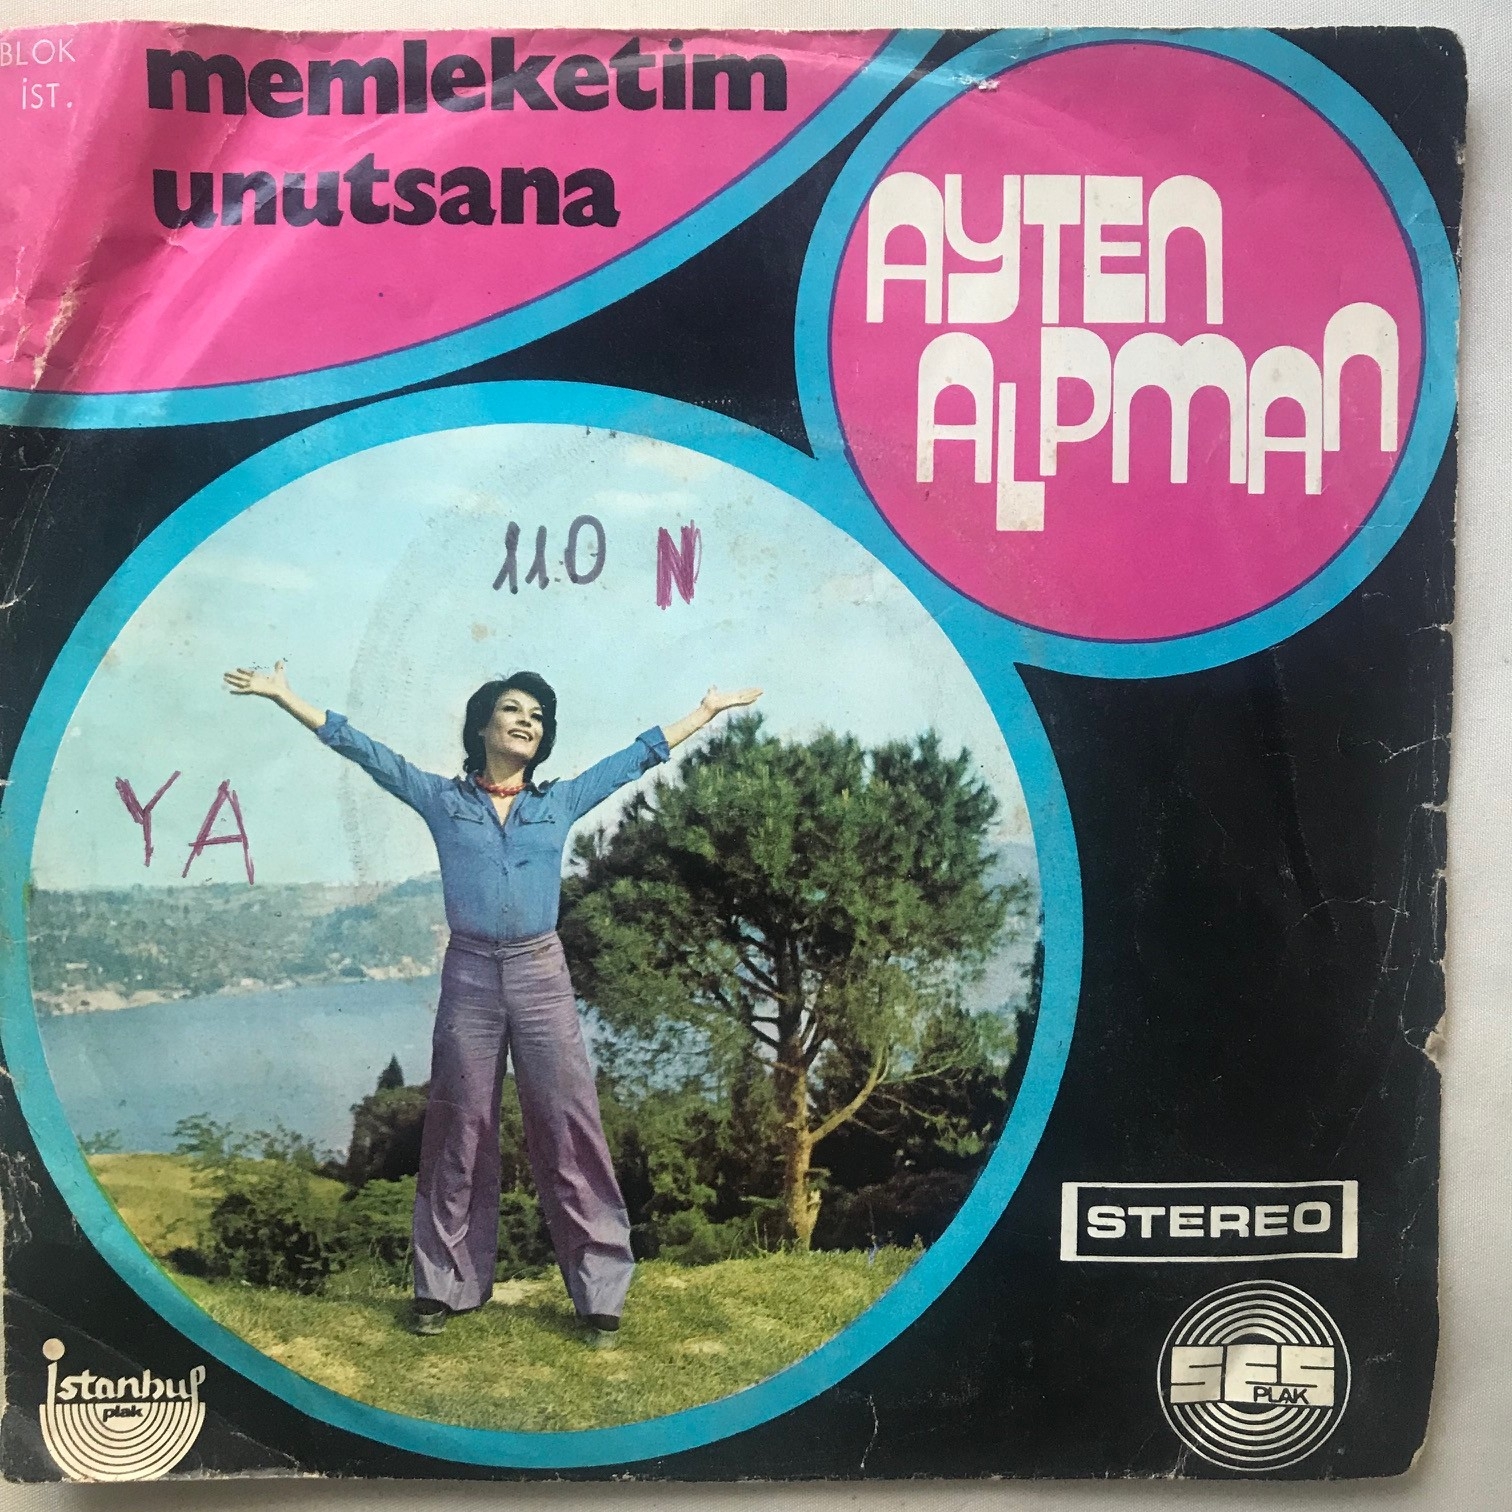 BLOK
İST.
memleketim
unutsana
AYTEN
ALPMAN
110 N
YA
STEREO
istanbul
plak
SES
PLAK